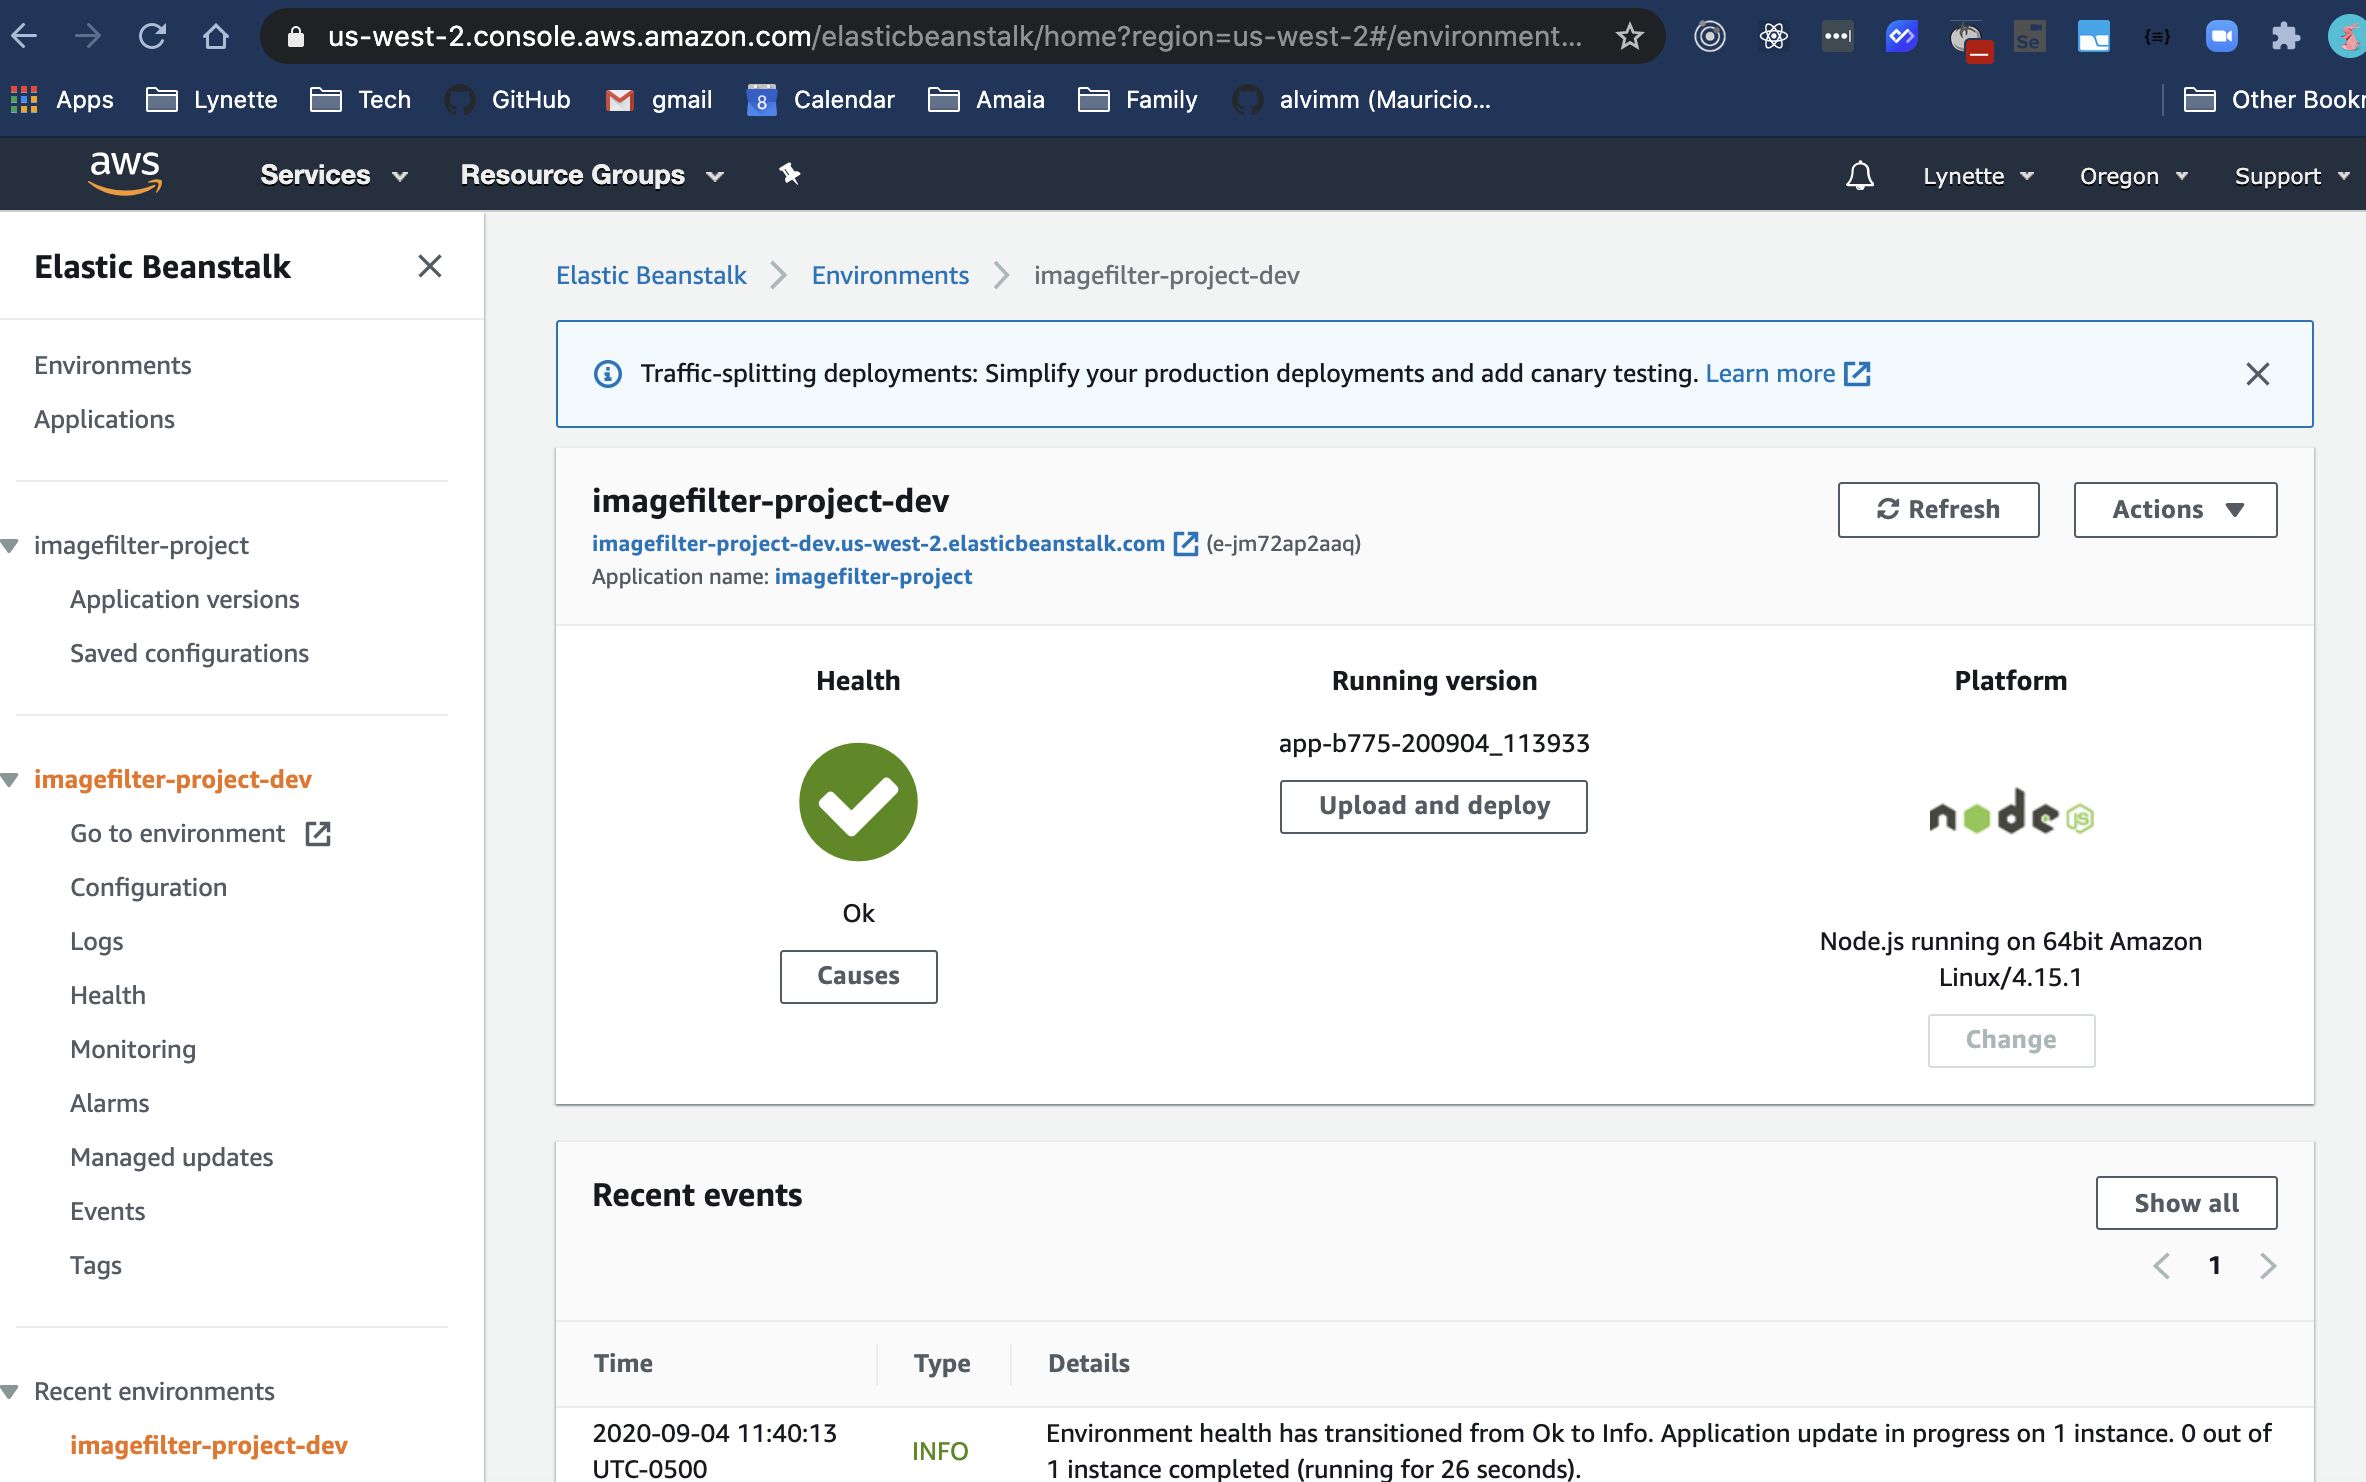 us-west-2.console.aws.amazon.com/elasticbeanstalk/home?region=us-west-2#/environment...
Apps Lynette Tech GitHub gmail 8 Calendar Amaia Family alvimm (Mauricio... Other Bookr
aws Services Resource Groups Lynette Oregon Support
Elastic Beanstalk
Environments
Applications
imagefilter-project
Application versions
Saved configurations
imagefilter-project-dev
Go to environment
Configuration
Logs
Health
Monitoring
Alarms
Managed updates
Events
Tags
Recent environments
imagefilter-project-dev
Elastic Beanstalk > Environments > imagefilter-project-dev
Traffic-splitting deployments: Simplify your production deployments and add canary testing. Learn more
imagefilter-project-dev
imagefilter-project-dev.us-west-2.elasticbeanstalk.com (e-jm72ap2aaq)
Application name: imagefilter-project
Refresh
Actions
Health
Ok
Causes
Running version
app-b775-200904_113933
Upload and deploy
Platform
node JS
Node.js running on 64bit Amazon
Linux/4.15.1
Change
Recent events
Show all
1
Time Type Details
2020-09-04 11:40:13
UTC-0500
INFO
Environment health has transitioned from Ok to Info. Application update in progress on 1 instance. 0 out of
1 instance completed (running for 26 seconds).